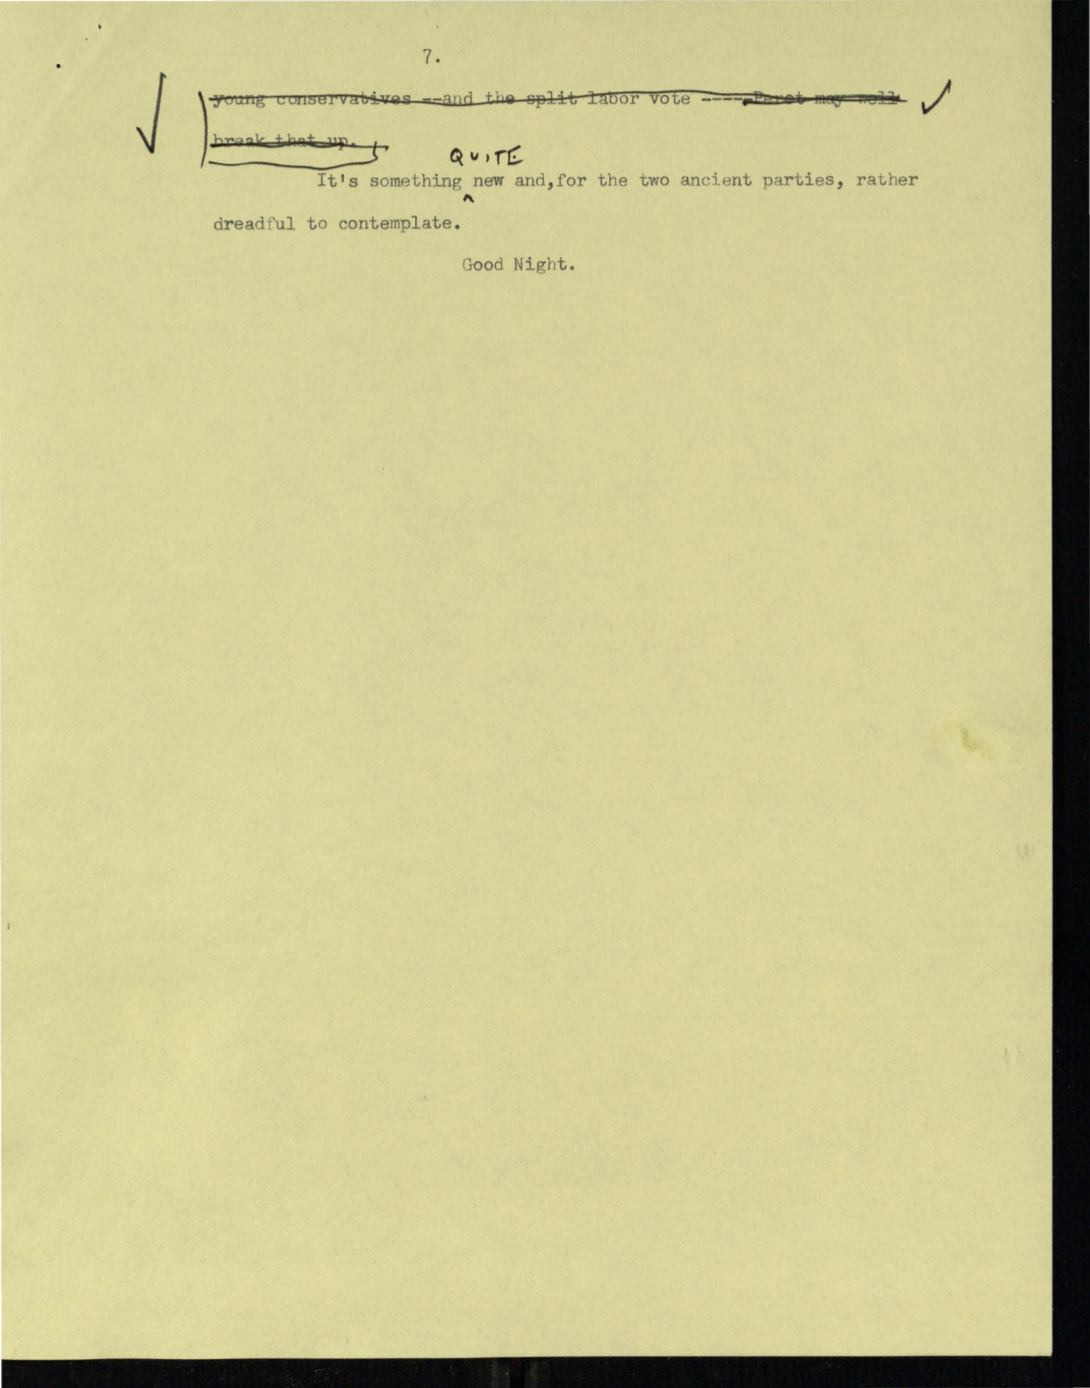 7.
young conservatives --and the split labor vote ---- Perot may well
break that up.
QUITE
It's something new and,for the two ancient parties, rather
dreadful to contemplate.
Good Night.